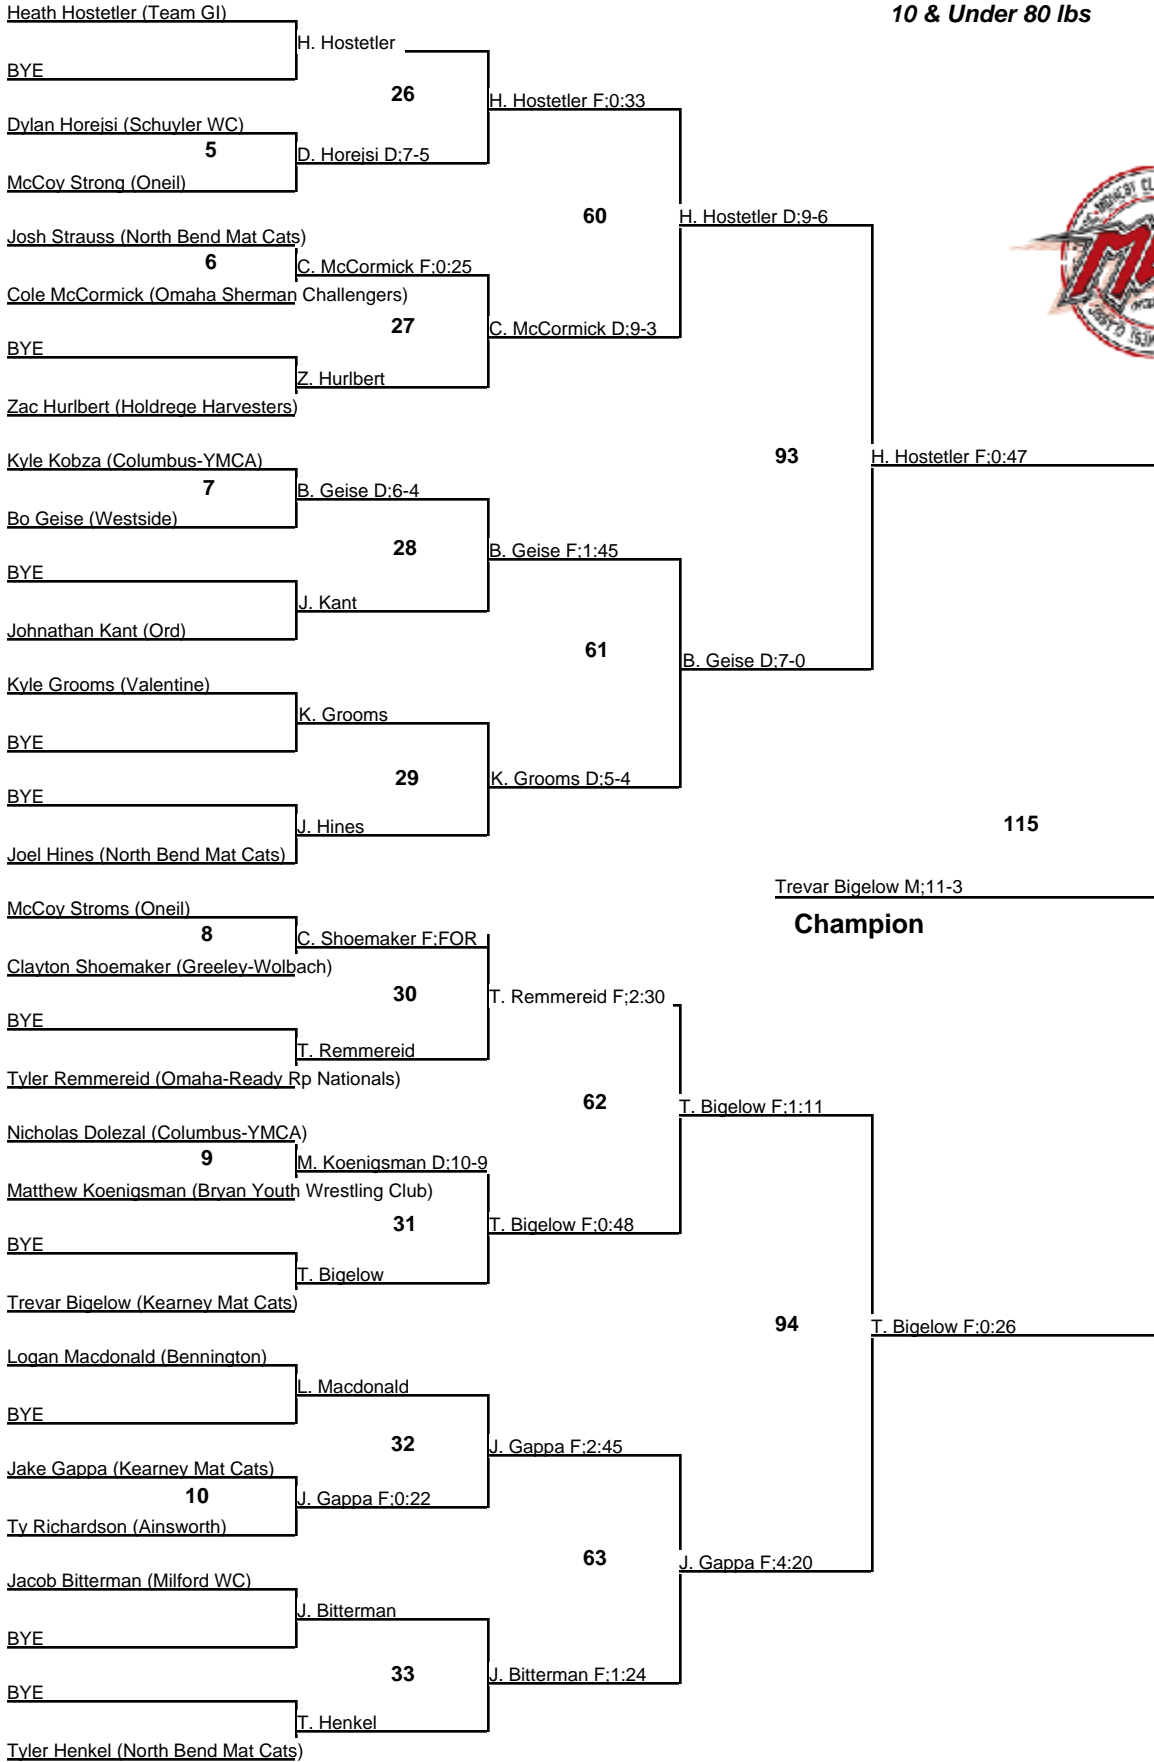 Heath Hostetler (Team GI)
10 & Under 80 lbs
H. Hostetler
BYE
26
H. Hostetler F;0:33
Dylan Horejsi (Schuyler WC)
5
D. Horejsi D;7-5
McCoy Strong (Oneil)
60
H. Hostetler D;9-6
Josh Strauss (North Bend Mat Cats)
6
C. McCormick F;0:25
Cole McCormick (Omaha Sherman Challengers)
27
C. McCormick D;9-3
BYE
Z. Hurlbert
Zac Hurlbert (Holdrege Harvesters)
93
H. Hostetler F;0:47
Kyle Kobza (Columbus-YMCA)
7
B. Geise D;6-4
Bo Geise (Westside)
28
B. Geise F;1:45
BYE
J. Kant
Johnathan Kant (Ord)
61
B. Geise D;7-0
Kyle Grooms (Valentine)
K. Grooms
BYE
29
K. Grooms D;5-4
BYE
J. Hines
Joel Hines (North Bend Mat Cats)
115
Trevar Bigelow M;11-3
Champion
McCoy Stroms (Oneil)
8
C. Shoemaker F;FOR
Clayton Shoemaker (Greeley-Wolbach)
30
T. Remmereid F;2:30
BYE
T. Remmereid
Tyler Remmereid (Omaha-Ready Rp Nationals)
62
T. Bigelow F;1:11
Nicholas Dolezal (Columbus-YMCA)
9
M. Koenigsman D;10-9
Matthew Koenigsman (Bryan Youth Wrestling Club)
31
T. Bigelow F;0:48
BYE
T. Bigelow
Trevar Bigelow (Kearney Mat Cats)
94
T. Bigelow F;0:26
Logan Macdonald (Bennington)
L. Macdonald
BYE
32
J. Gappa F;2:45
Jake Gappa (Kearney Mat Cats)
10
J. Gappa F;0:22
Ty Richardson (Ainsworth)
63
J. Gappa F;4:20
Jacob Bitterman (Milford WC)
J. Bitterman
BYE
33
J. Bitterman F;1:24
BYE
T. Henkel
Tyler Henkel (North Bend Mat Cats)